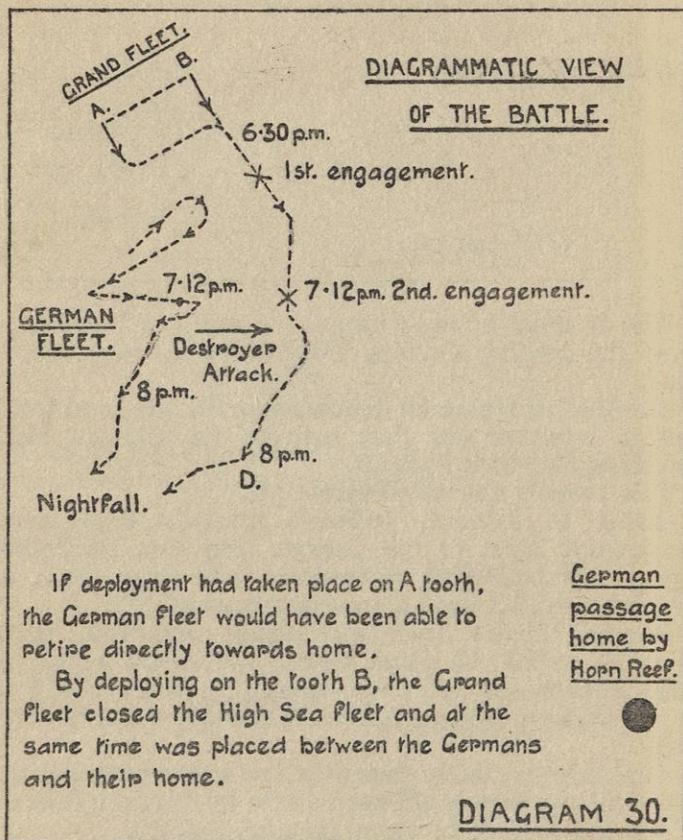 GRAND FLEET.
A.
B.
DIAGRAMMATIC VIEW
OF THE BATTLE.
6·30 p.m.
1st. engagement.
7·12 p.m.
7·12 p.m. 2nd. engagement.
GERMAN
FLEET.
Destroyer
Attack.
8 p.m.
8 p.m.
D.
Nightfall.
If deployment had taken place on A tooth,
the German fleet would have been able to
retire directly towards home.
By deploying on the tooth B, the Grand
fleet closed the High Sea fleet and at the
same time was placed between the Germans
and their home.
German
passage
home by
Horn Reef.
DIAGRAM 30.